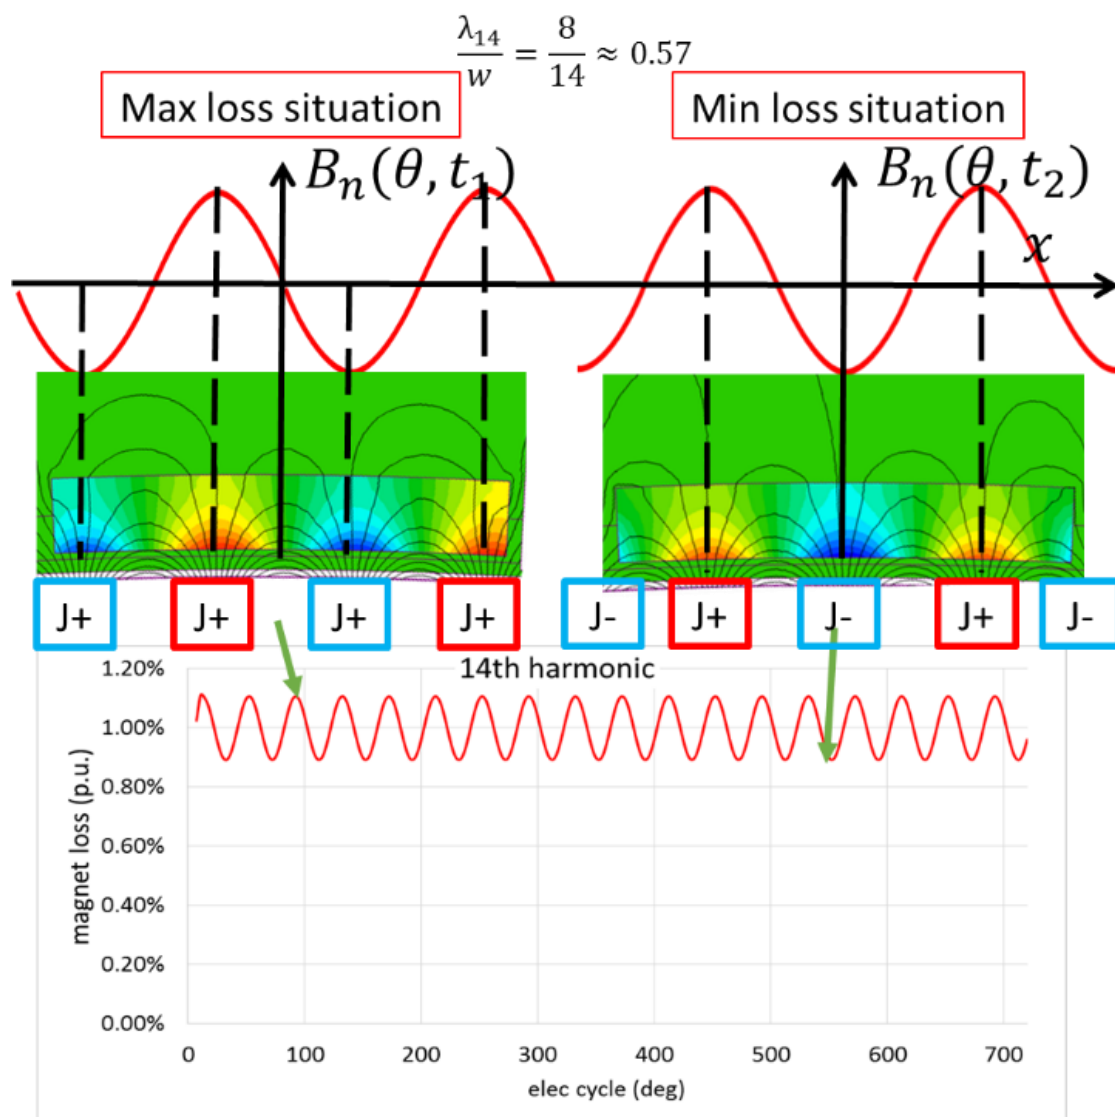 λ₁₄/w = 8/14 ≈ 0.57
Max loss situation
Min loss situation
Bₙ(θ, t₁)
Bₙ(θ, t₂)
x
J+ J+ J+ J+ J- J+ J- J+ J-
14th harmonic
1.20%
1.00%
0.80%
0.60%
0.40%
0.20%
0.00%
magnet loss (p.u.)
0 100 200 300 400 500 600 700
elec cycle (deg)